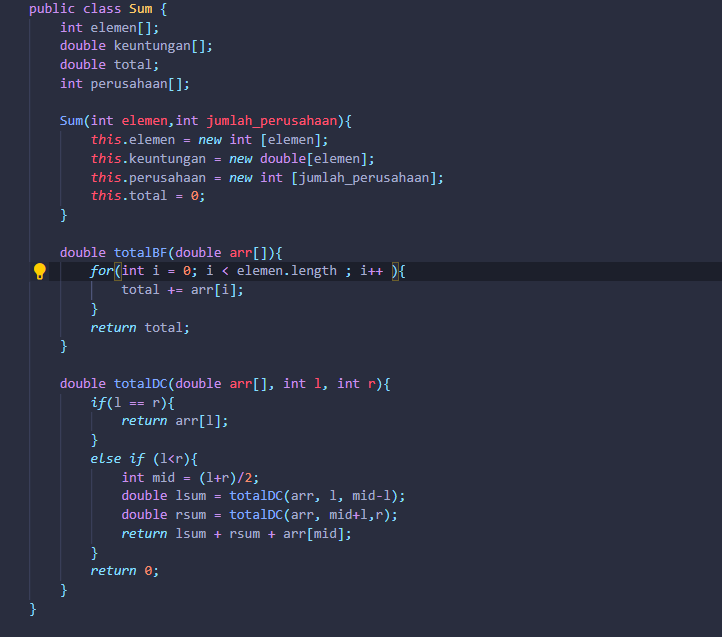 public class Sum {
    int elemen[];
    double keuntungan[];
    double total;
    int perusahaan[];

    Sum(int elemen,int jumlah_perusahaan){
        this.elemen = new int [elemen];
        this.keuntungan = new double[elemen];
        this.perusahaan = new int [jumlah_perusahaan];
        this.total = 0;
    }

    double totalBF(double arr[]){
        for(int i = 0; i < elemen.length ; i++ ){
            total += arr[i];
        }
        return total;
    }

    double totalDC(double arr[], int l, int r){
        if(l == r){
            return arr[l];
        }
        else if (l<r){
            int mid = (l+r)/2;
            double lsum = totalDC(arr, l, mid-l);
            double rsum = totalDC(arr, mid+l,r);
            return lsum + rsum + arr[mid];
        }
        return 0;
    }
}